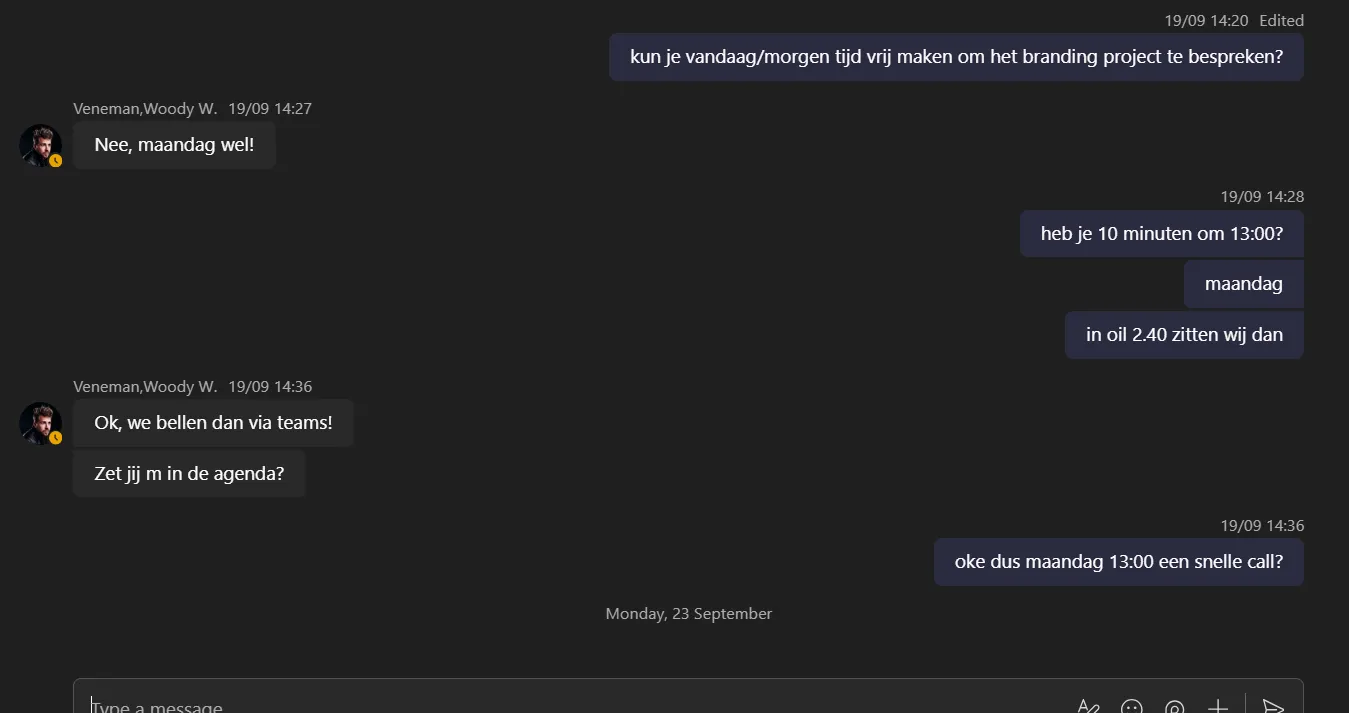 19/09 14:20 Edited
kun je vandaag/morgen tijd vrij maken om het branding project te bespreken?
Veneman,Woody W. 19/09 14:27
Nee, maandag wel!
19/09 14:28
heb je 10 minuten om 13:00?
maandag
in oil 2.40 zitten wij dan
Veneman,Woody W. 19/09 14:36
Ok, we bellen dan via teams!
Zet jij m in de agenda?
19/09 14:36
oke dus maandag 13:00 een snelle call?
Monday, 23 September
Type a message